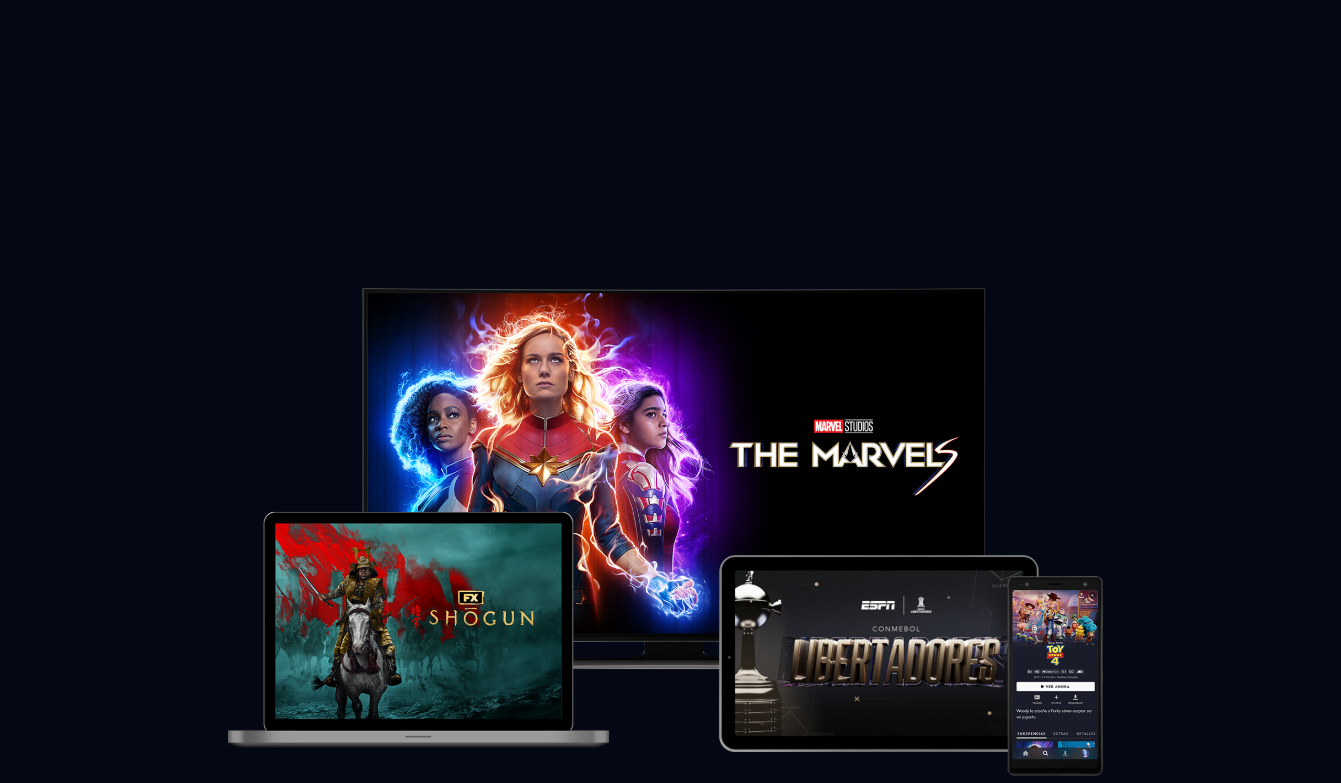 MARVEL STUDIOS
THE MARVELS
FX
SHŌGUN
ESPN
CONMEBOL
LIBERTADORES
TOY
STORY
4
VER AHORA
Woody le enseña a Forky cómo aceptar ser
un juguete.
SUGERENCIAS EXTRAS DETALLES